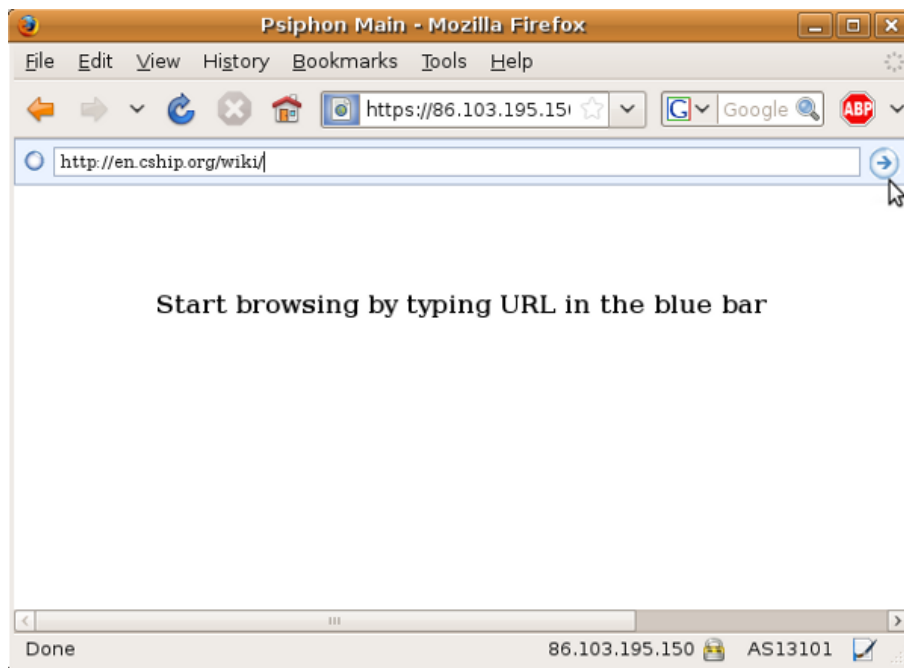 Psiphon Main - Mozilla Firefox
File Edit View History Bookmarks Tools Help
https://86.103.195.15 G Google ABP
http://en.cship.org/wiki/
Start browsing by typing URL in the blue bar
Done 86.103.195.150 AS13101